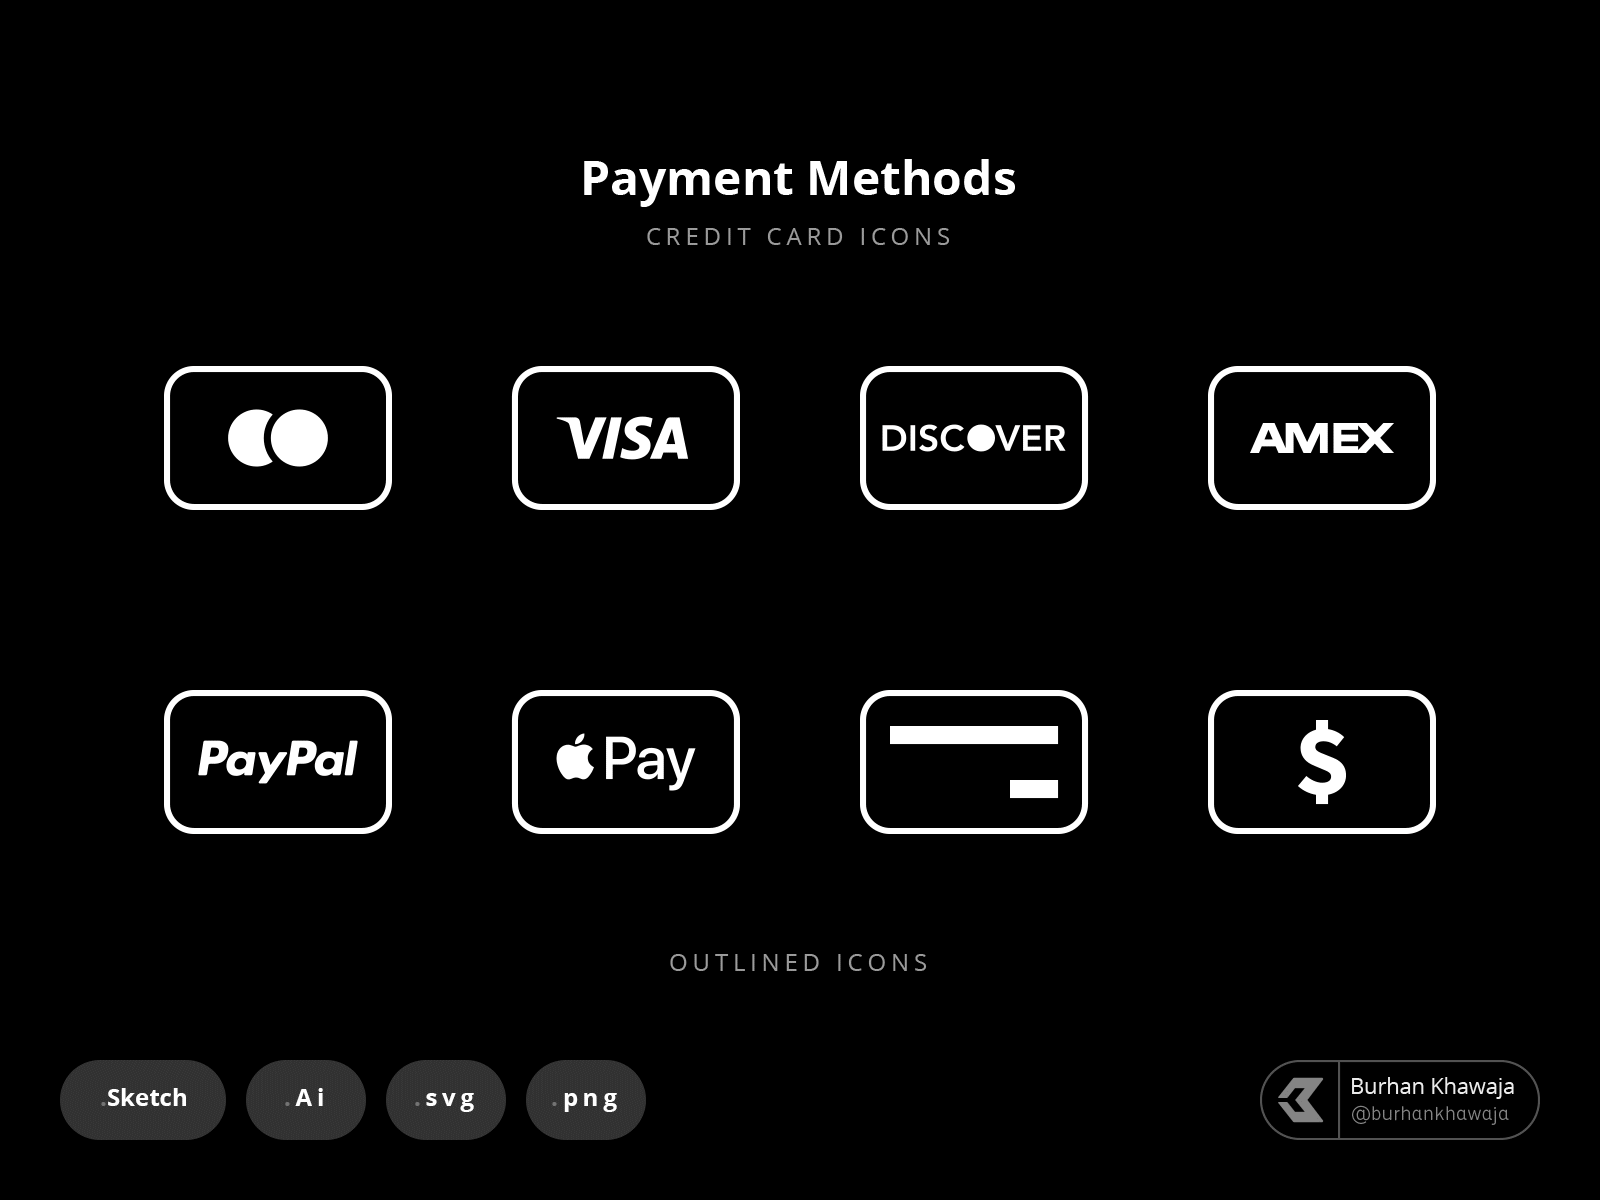 Payment Methods
CREDIT CARD ICONS
VISA
DISCOVER
AMEX
PayPal
Pay
$
OUTLINED ICONS
.Sketch
.Ai
.svg
.png
Burhan Khawaja
@burhankhawaja